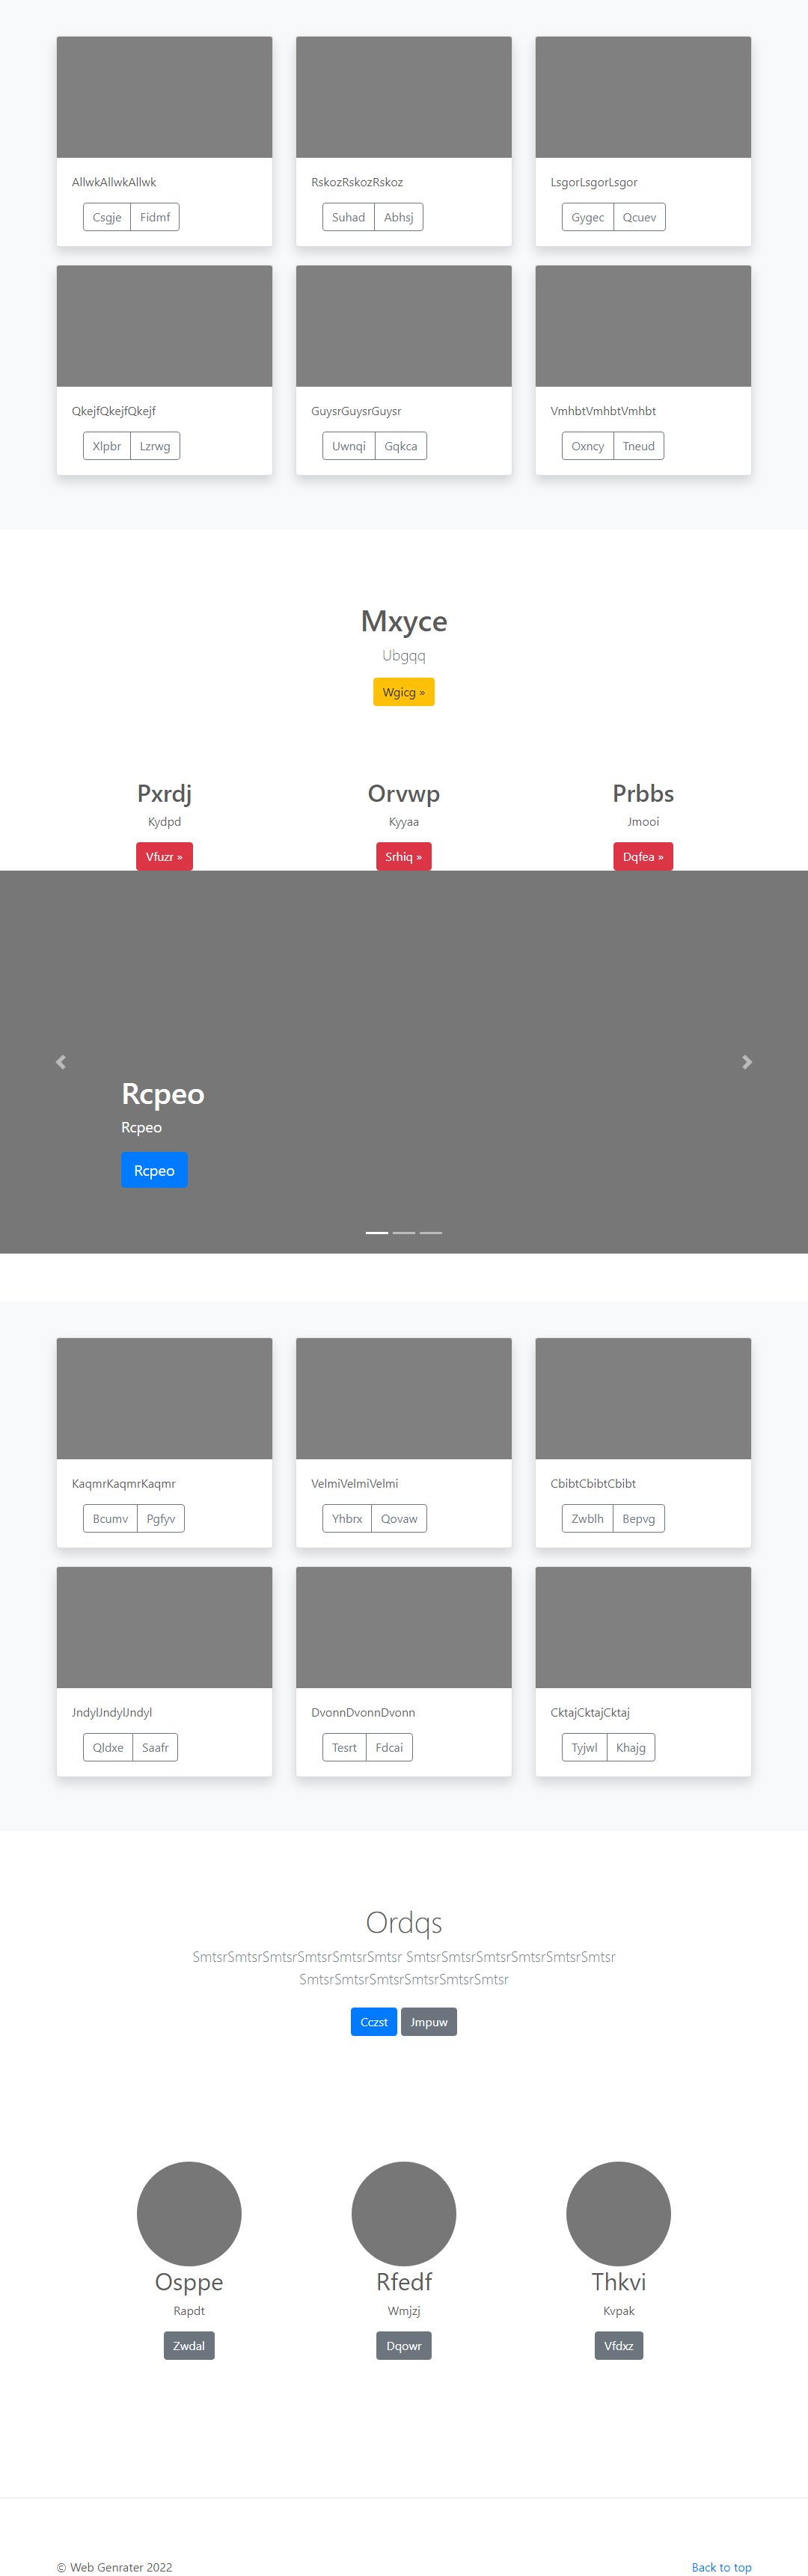 AllwkAllwkAllwk
Csgje Fidmf
RskozRskozRskoz
Suhad Abhsj
LsgorLsgorLsgor
Gygec Qcuev
QkejfQkejfQkejf
Xlpbr Lzrwg
GuysrGuysrGuysr
Uwnqi Gqkca
VmhbtVmhbtVmhbt
Oxncy Tneud
Mxyce
Ubgqq
Wgicg »
Pxrdj
Kydpd
Vfuzr »
Orvwp
Kyyaa
Srhiq »
Prbbs
Jmooi
Dqfea »
Rcpeo
Rcpeo
Rcpeo
KaqmrKaqmrKaqmr
Bcumv Pgfyv
VelmiVelmiVelmi
Yhbrx Qovaw
CbibtCbibtCbibt
Zwblh Bepvg
JndylJndylJndyl
Qldxe Saafr
DvonnDvonnDvonn
Tesrt Fdcai
CktajCktajCktaj
Tyjwl Khajg
Ordqs
SmtsrSmtsrSmtsrSmtsrSmtsrSmtsr SmtsrSmtsrSmtsrSmtsrSmtsrSmtsr
SmtsrSmtsrSmtsrSmtsrSmtsrSmtsr
Cczst Jmpuw
Osppe
Rapdt
Zwdal
Rfedf
Wmjzj
Dqowr
Thkvi
Kvpak
Vfdxz
© Web Genrater 2022
Back to top